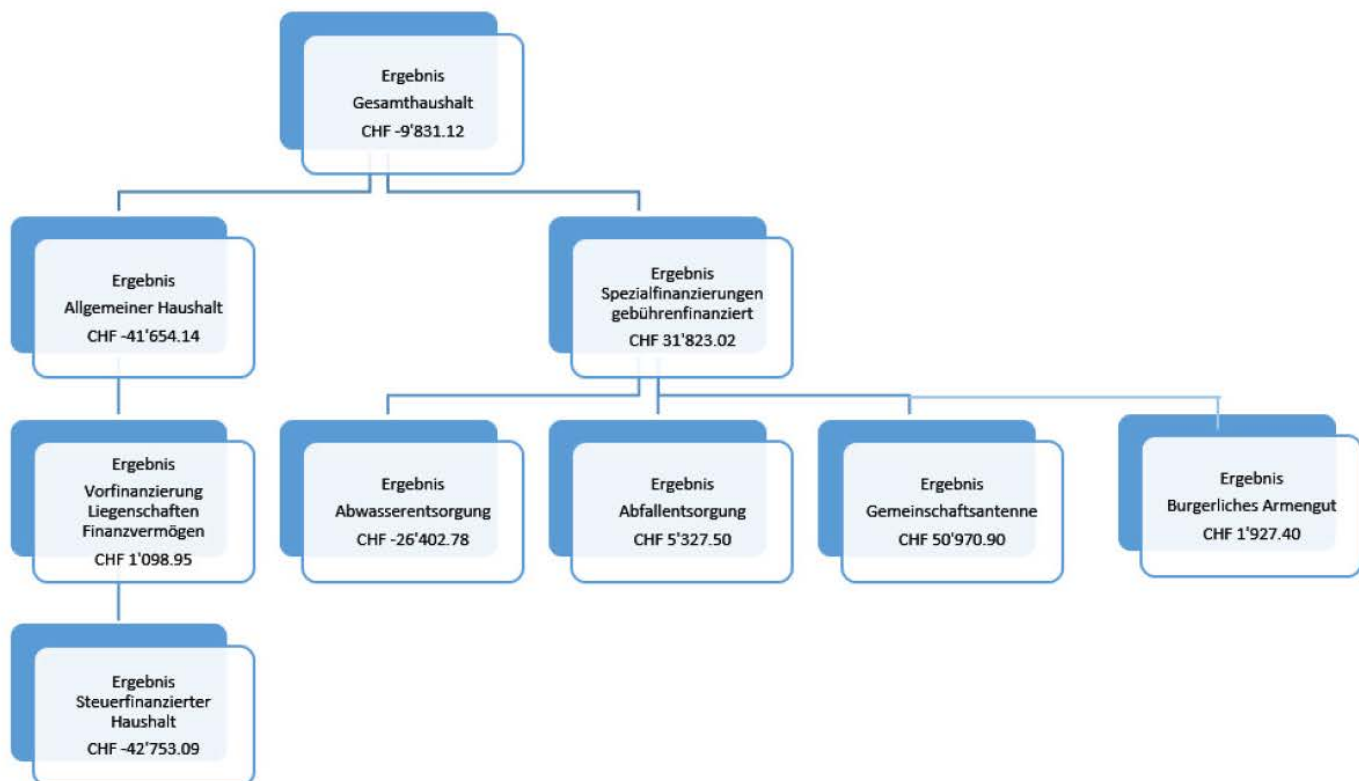 Ergebnis
Gesamthaushalt
CHF -9'831.12
Ergebnis
Allgemeiner Haushalt
CHF -41'654.14
Ergebnis
Spezialfinanzierungen
gebührenfinanziert
CHF 31'823.02
Ergebnis
Vorfinanzierung
Liegenschaften
Finanzvermögen
CHF 1'098.95
Ergebnis
Abwasserentsorgung
CHF -26'402.78
Ergebnis
Abfallentsorgung
CHF 5'327.50
Ergebnis
Gemeinschaftsantenne
CHF 50'970.90
Ergebnis
Burgerliches Armengut
CHF 1'927.40
Ergebnis
Steuerfinanzierter
Haushalt
CHF -42'753.09